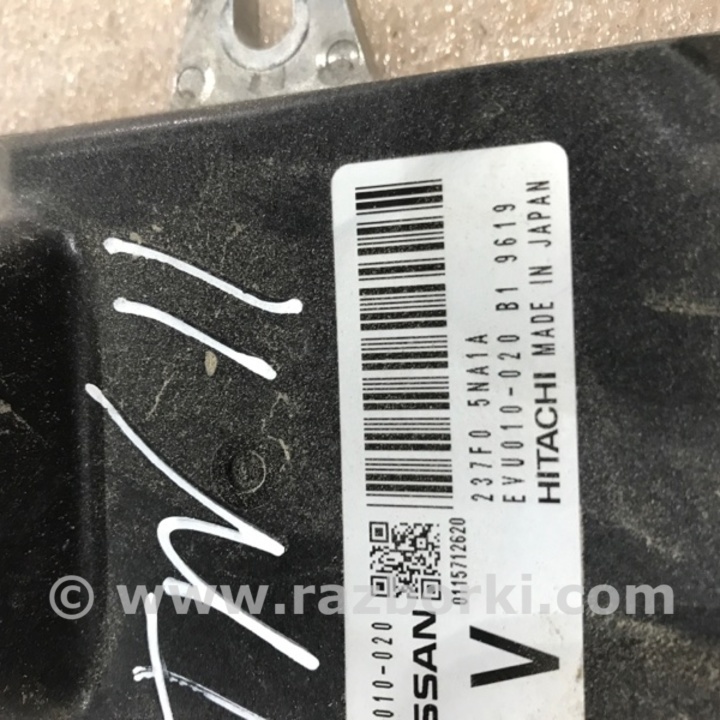 237F0 5NA1A
EVU010-020 B1 9619
HITACHI MADE IN JAPAN
0115712620
010-020
SSAN
V
© www.razborki.com